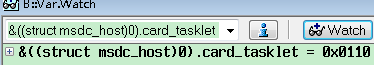 B::Var.Watch
&((struct msdc_host)0).card_tasklet
Watch
&((struct msdc_host)0).card_tasklet = 0x0110